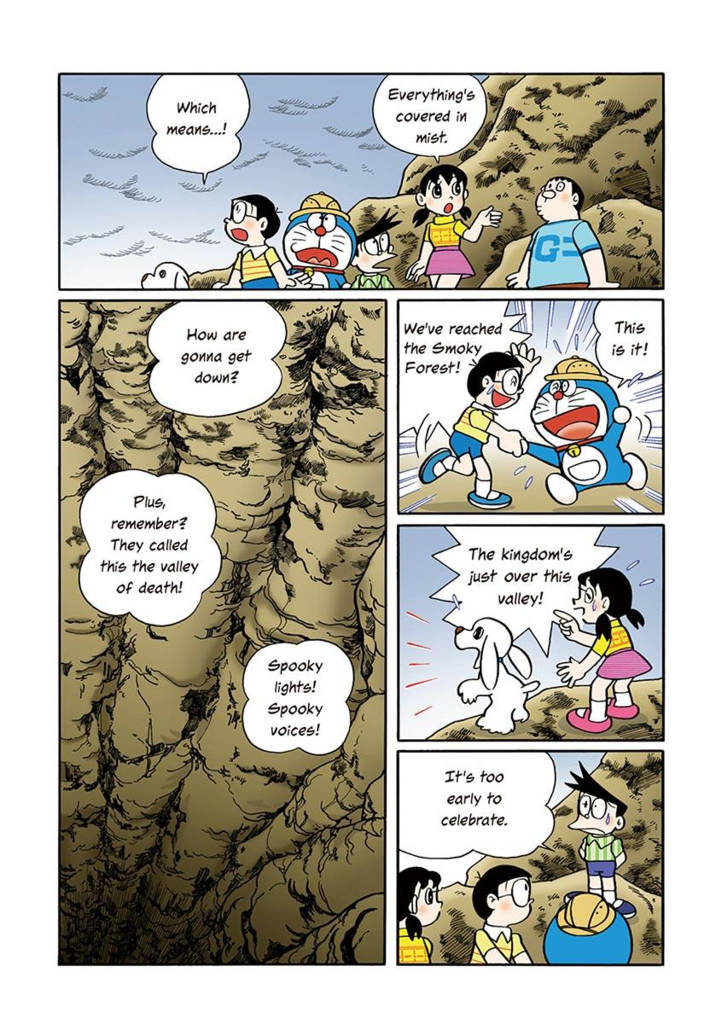 Everything's
covered in
mist.
Which
means...!
G
This
is it!
We've reached
the Smoky
Forest!
The kingdom's
just over this
valley!
It's too
early to
celebrate.
How are
gonna get
down?
Plus,
remember?
They called
this the valley
of death!
Spooky
lights!
Spooky
voices!